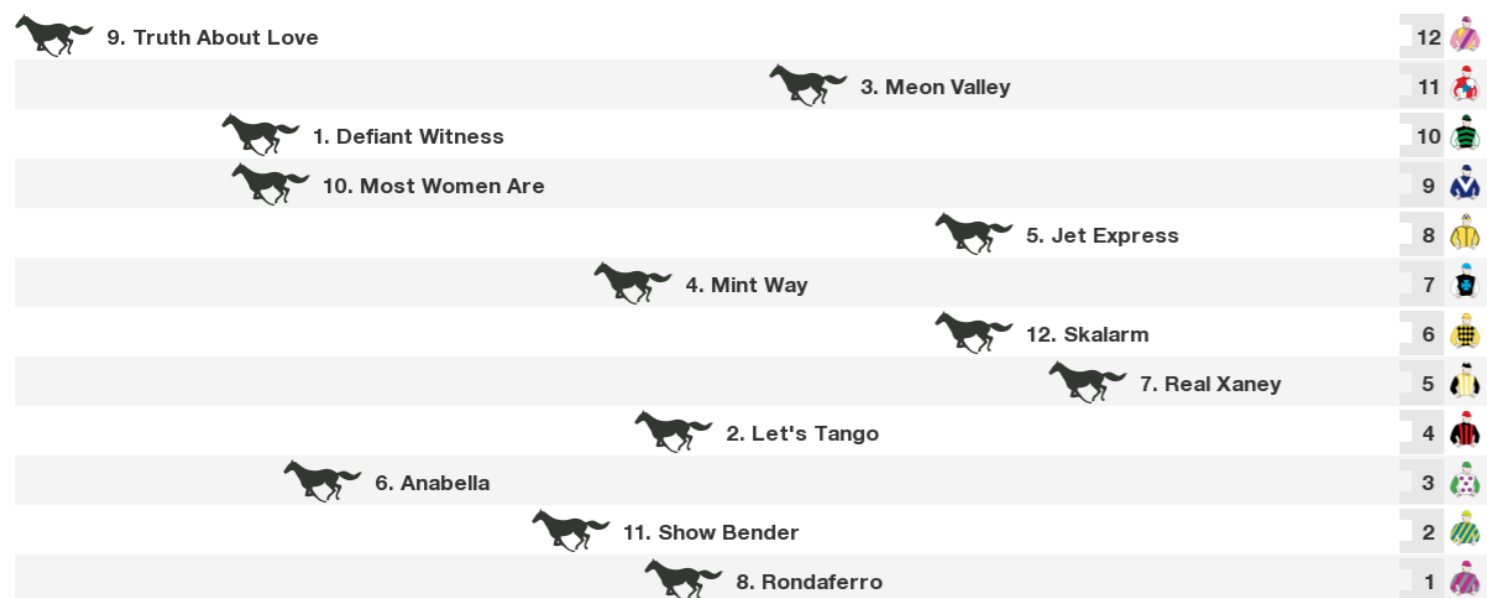 9. Truth About Love 12
3. Meon Valley 11
1. Defiant Witness 10
10. Most Women Are 9
5. Jet Express 8
4. Mint Way 7
12. Skalarm 6
7. Real Xaney 5
2. Let's Tango 4
6. Anabella 3
11. Show Bender 2
8. Rondaferro 1